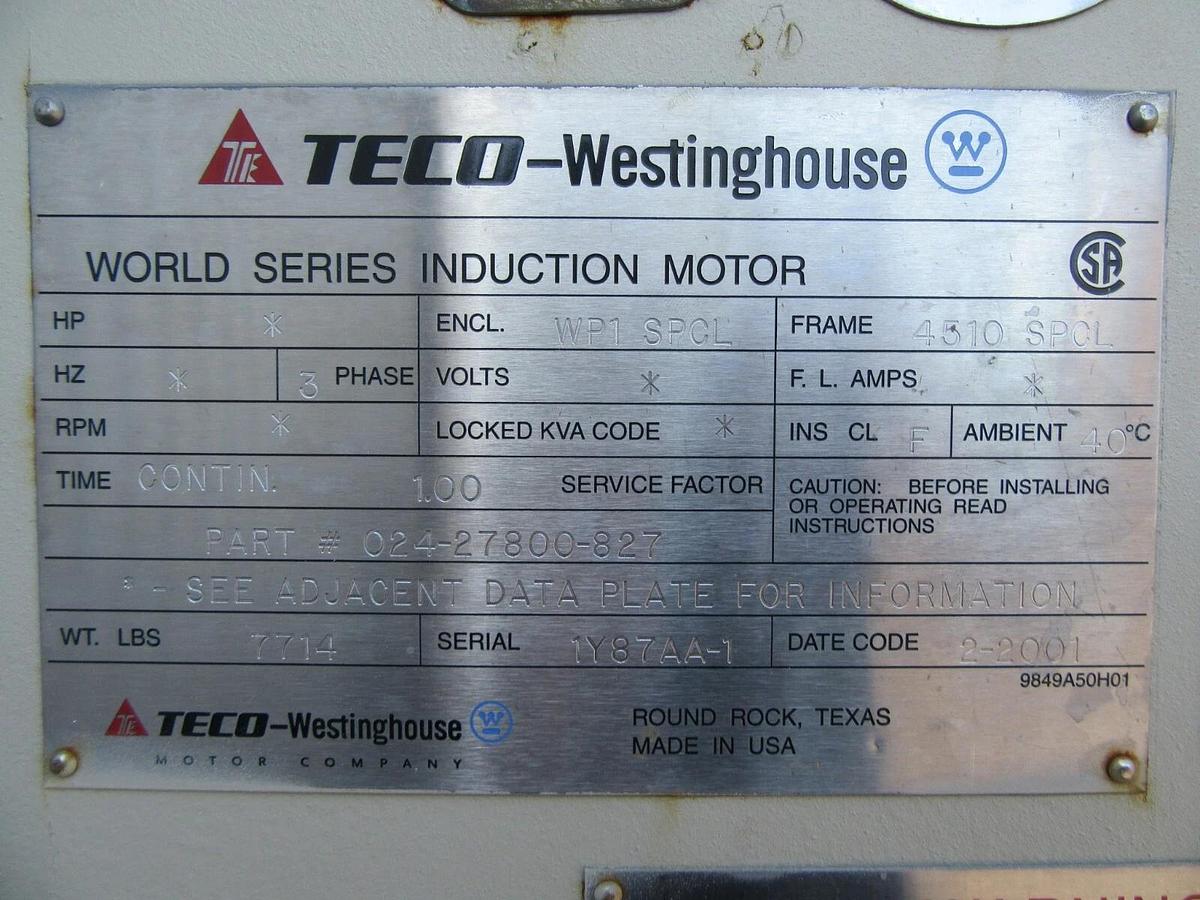 TECO-Westinghouse W
WORLD SERIES INDUCTION MOTOR SA
HP * ENCL. WP1 SPCL FRAME 4510 SPCL
HZ * 3 PHASE VOLTS * F. L. AMPS *
RPM * LOCKED KVA CODE * INS CL F AMBIENT 40°C
TIME CONTIN. 1.00 SERVICE FACTOR
CAUTION: BEFORE INSTALLING
OR OPERATING READ
INSTRUCTIONS
PART # 024-27800-827
* - SEE ADJACENT DATA PLATE FOR INFORMATION
WT. LBS 7714 SERIAL 1Y87AA-1 DATE CODE 2-2001
9849A50H01
TECO-Westinghouse W
MOTOR COMPANY
ROUND ROCK, TEXAS
MADE IN USA